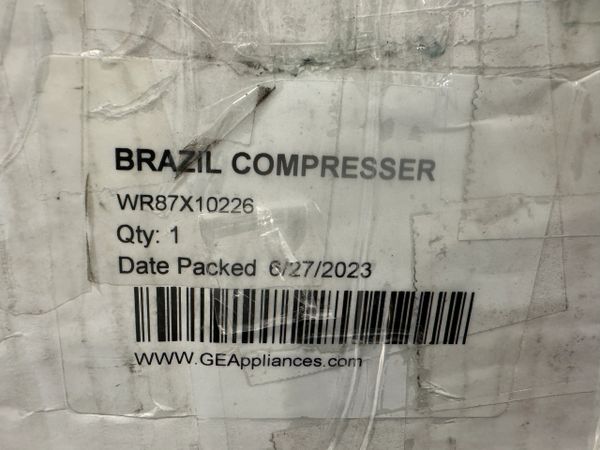 BRAZIL COMPRESSER
WR87X10226
Qty: 1
Date Packed 6/27/2023
WWW.GEAppliances.com